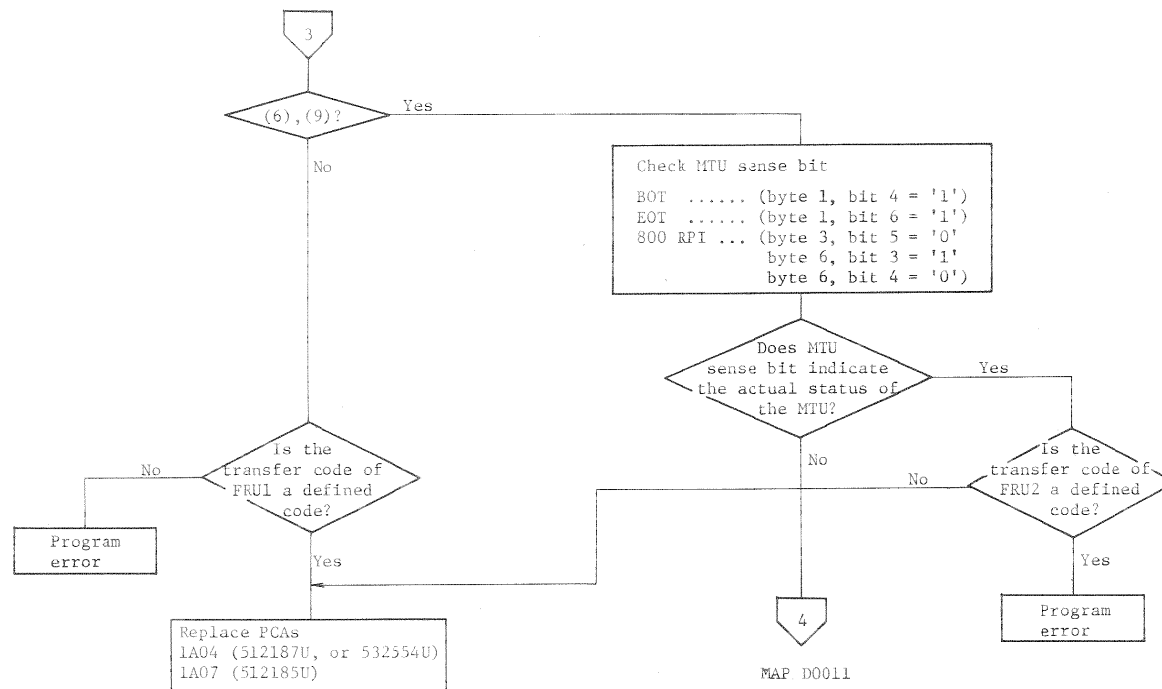 3
(6),(9)?
Yes
No
Check MTU sense bit
BOT ...... (byte 1, bit 4 = '1')
EOT ...... (byte 1, bit 6 = '1')
800 RPI ... (byte 3, bit 5 = '0'
byte 6, bit 3 = '1'
byte 6, bit 4 = '0')
Does MTU
sense bit indicate
the actual status of
the MTU?
Yes
No
Is the
transfer code of
FRU1 a defined
code?
No
Yes
Program
error
Is the
transfer code of
FRU2 a defined
code?
No
Yes
Program
error
Replace PCAs
1A04 (512187U, or 532554U)
1A07 (512185U)
4
MAP D0011